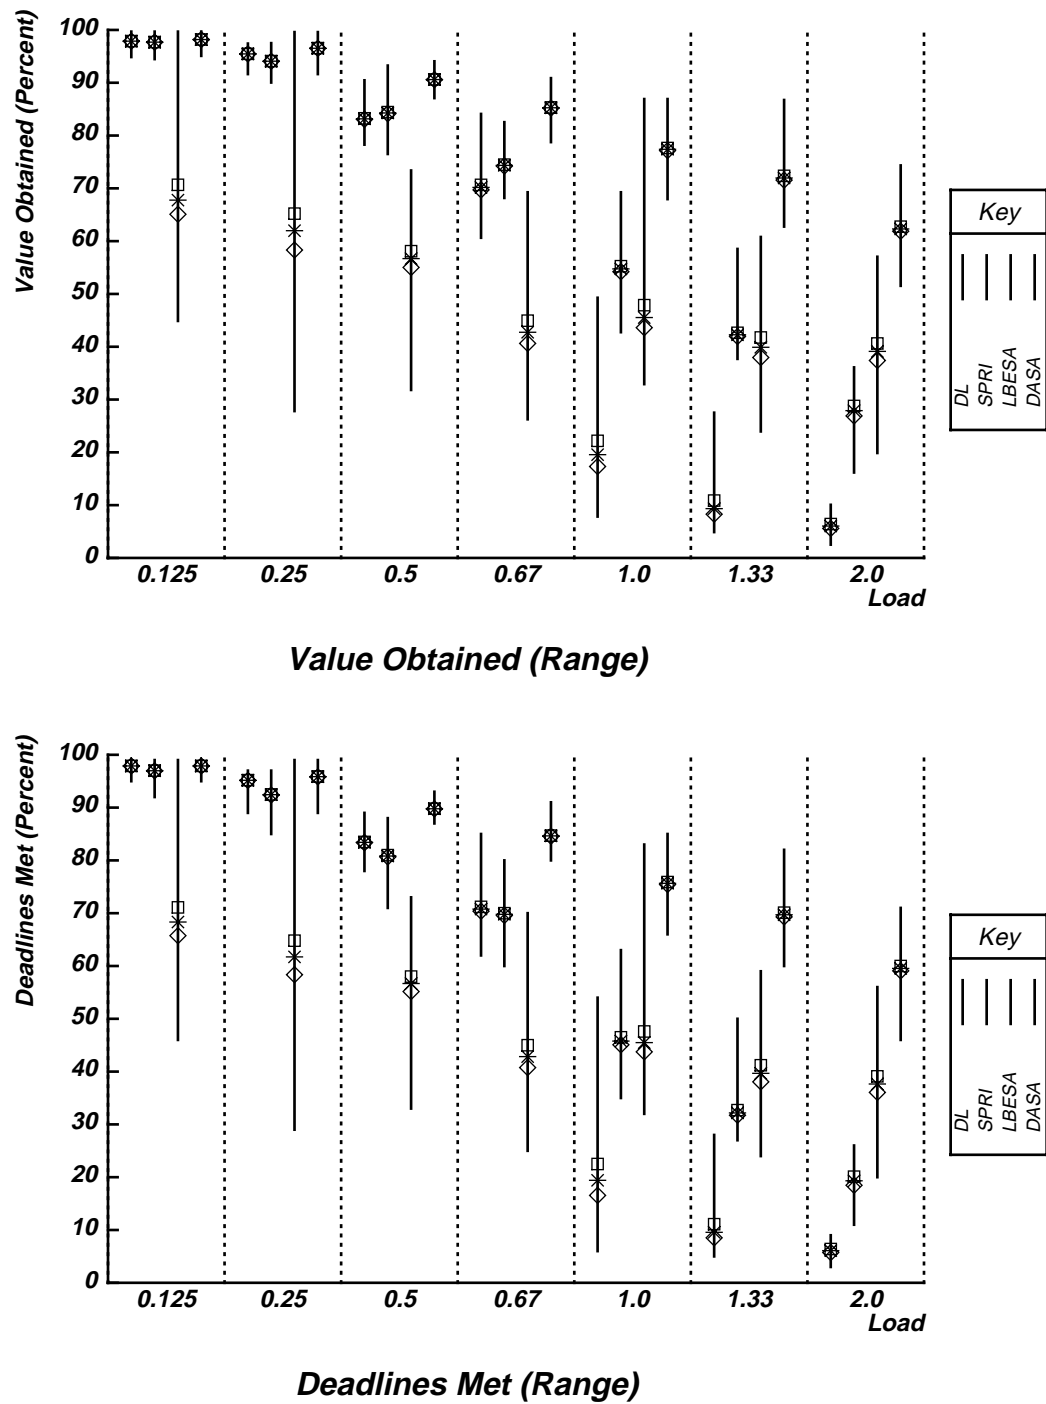 Value Obtained (Percent)
100
90
80
70
60
50
40
30
20
10
0
0.125 0.25 0.5 0.67 1.0 1.33 2.0
Load
Key
DL
SPRI
LBESA
DASA
Value Obtained (Range)
Deadlines Met (Percent)
100
90
80
70
60
50
40
30
20
10
0
0.125 0.25 0.5 0.67 1.0 1.33 2.0
Load
Key
DL
SPRI
LBESA
DASA
Deadlines Met (Range)